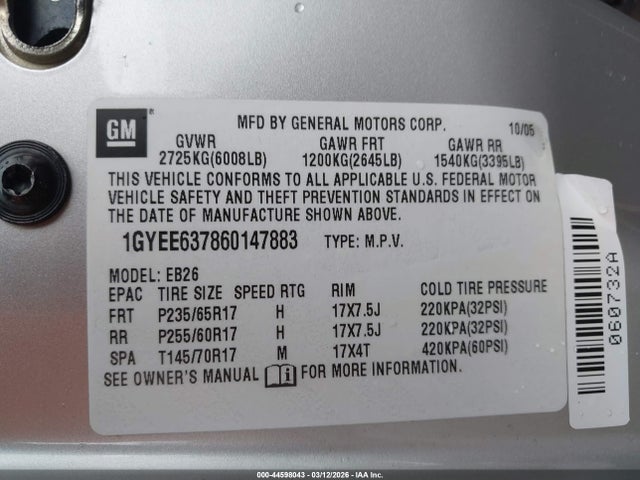 GM
MFD BY GENERAL MOTORS CORP. 10/05
GVWR GAWR FRT GAWR RR
2725KG(6008LB) 1200KG(2645LB) 1540KG(3395LB)
THIS VEHICLE CONFORMS TO ALL APPLICABLE U.S. FEDERAL MOTOR
VEHICLE SAFETY AND THEFT PREVENTION STANDARDS IN EFFECT ON
THE DATE OF MANUFACTURE SHOWN ABOVE.
1GYEE637860147883 TYPE: M.P.V.
MODEL: EB26
EPAC TIRE SIZE SPEED RTG RIM COLD TIRE PRESSURE
FRT P235/65R17 H 17X7.5J 220KPA(32PSI)
RR P255/60R17 H 17X7.5J 220KPA(32PSI)
SPA T145/70R17 M 17X4T 420KPA(60PSI)
SEE OWNER'S MANUAL FOR MORE INFORMATION.
060732A
000-44598043 - 03/12/2026 - IAA Inc.